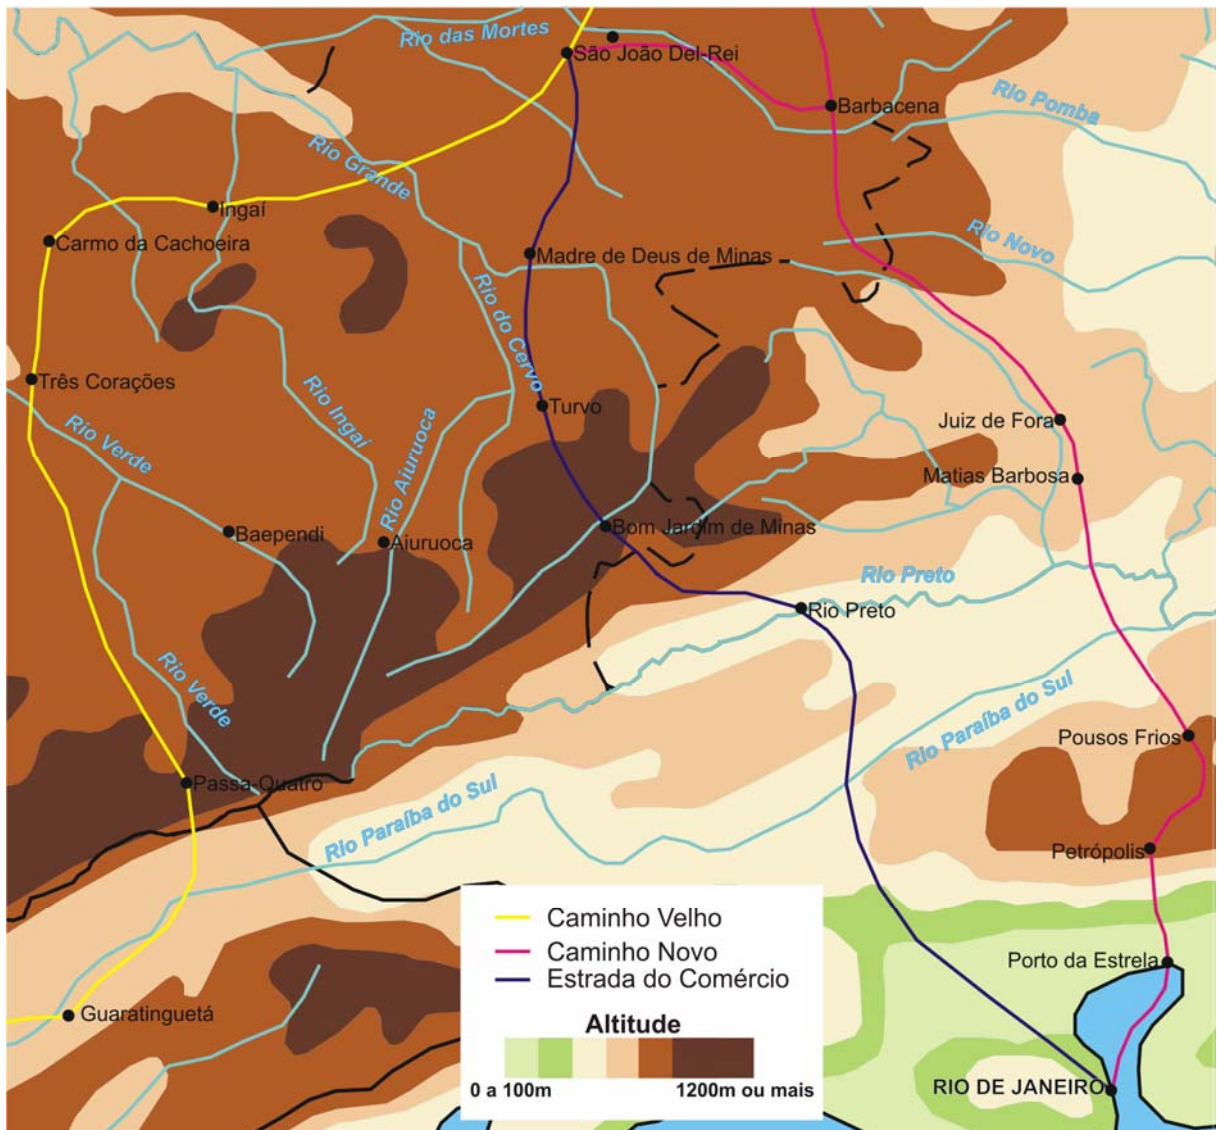 Rio das Mortes
São João Del-Rei
Barbacena
Rio Pomba
Rio Grande
Ingaí
Carmo da Cachoeira
Madre de Deus de Minas
Rio Novo
Rio do Cervo
Três Corações
Turvo
Rio Ingaí
Rio Verde
Rio Aiuruoca
Juiz de Fora
Matias Barbosa
Baependi
Aiuruoca
Bom Jardim de Minas
Rio Preto
Rio Preto
Rio Verde
Rio Paraíba do Sul
Pousos Frios
Passa-Quatro
Rio Paraíba do Sul
Petrópolis
Caminho Velho
Caminho Novo
Estrada do Comércio
Porto da Estrela
Guaratinguetá
Altitude
0 a 100m 1200m ou mais
RIO DE JANEIRO